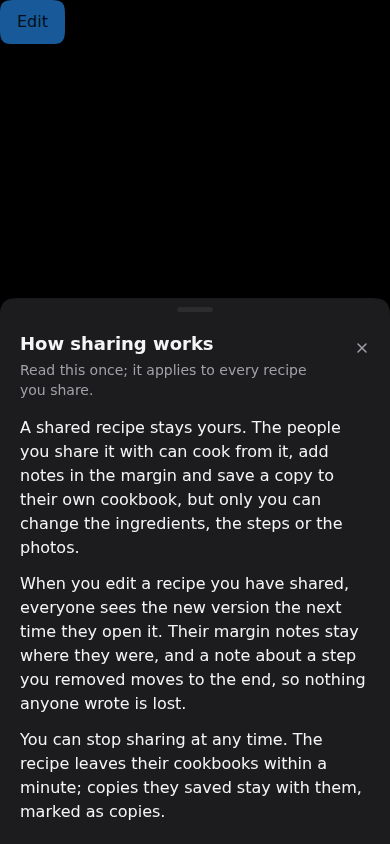 Edit
How sharing works
Read this once; it applies to every recipe
you share.
A shared recipe stays yours. The people
you share it with can cook from it, add
notes in the margin and save a copy to
their own cookbook, but only you can
change the ingredients, the steps or the
photos.
When you edit a recipe you have shared,
everyone sees the new version the next
time they open it. Their margin notes stay
where they were, and a note about a step
you removed moves to the end, so nothing
anyone wrote is lost.
You can stop sharing at any time. The
recipe leaves their cookbooks within a
minute; copies they saved stay with them,
marked as copies.